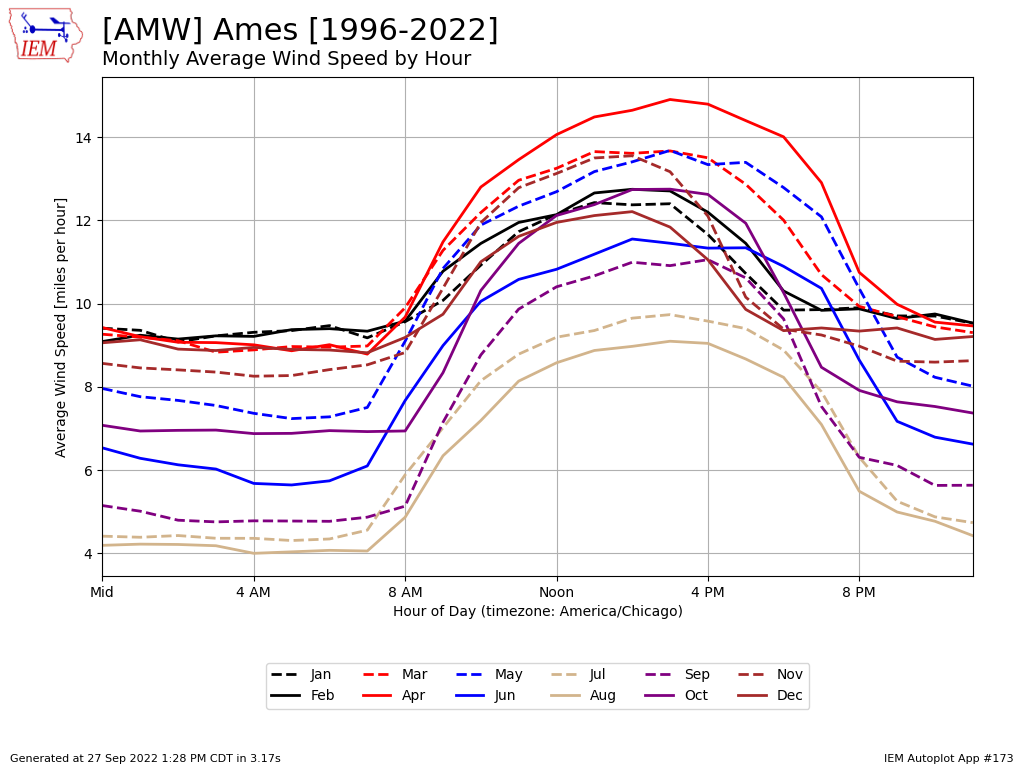 IEM
[AMW] Ames [1996-2022]
Monthly Average Wind Speed by Hour
Average Wind Speed [miles per hour]
14
12
10
8
6
4
Mid 4 AM 8 AM Noon 4 PM 8 PM
Hour of Day (timezone: America/Chicago)
Jan Mar May Jul Sep Nov
Feb Apr Jun Aug Oct Dec
Generated at 27 Sep 2022 1:28 PM CDT in 3.17s
IEM Autoplot App #173